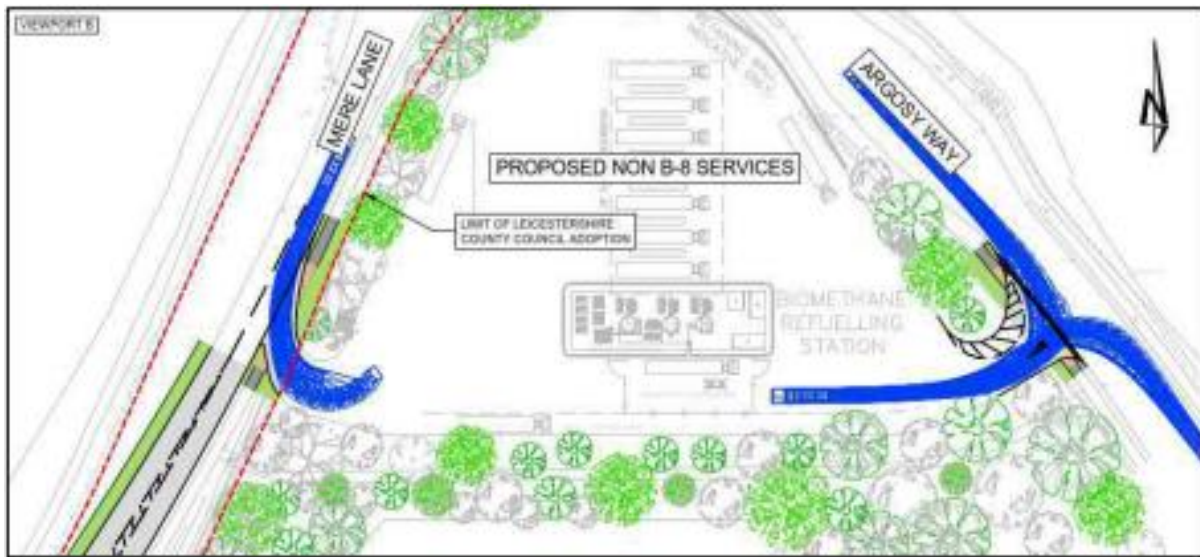 VIEWPORT B
MERE LANE
ARGOSY WAY
N
PROPOSED NON B-8 SERVICES
LIMIT OF LEICESTERSHIRE
COUNTY COUNCIL ADOPTION
BIOMETHANE
REFUELLING
STATION